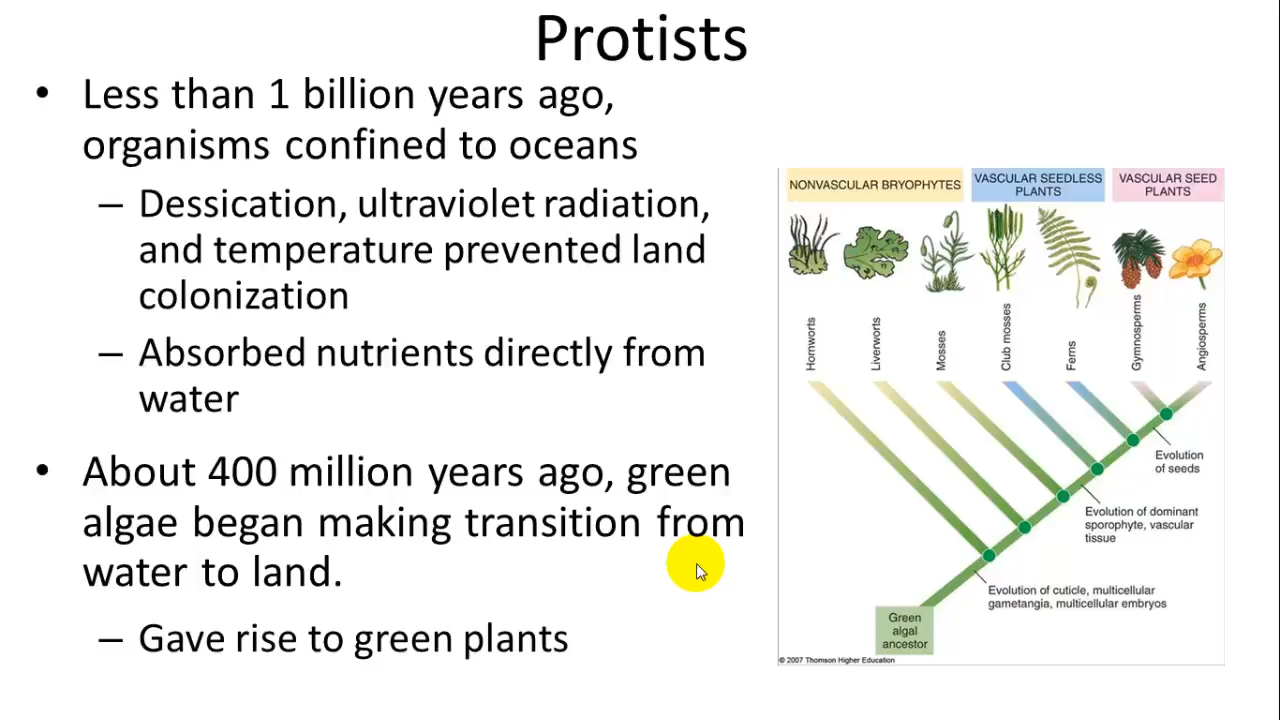 Protists
• Less than 1 billion years ago,
organisms confined to oceans
– Dessication, ultraviolet radiation,
and temperature prevented land
colonization
– Absorbed nutrients directly from
water
• About 400 million years ago, green
algae began making transition from
water to land.
– Gave rise to green plants
NONVASCULAR BRYOPHYTES
VASCULAR SEEDLESS
PLANTS
VASCULAR SEED
PLANTS
Hornworts
Liverworts
Mosses
Club mosses
Ferns
Gymnosperms
Angiosperms
Evolution
of seeds
Evolution of dominant
sporophyte, vascular
tissue
Evolution of cuticle, multicellular
gametangia, multicellular embryos
Green
algal
ancestor
© 2007 Thomson Higher Education